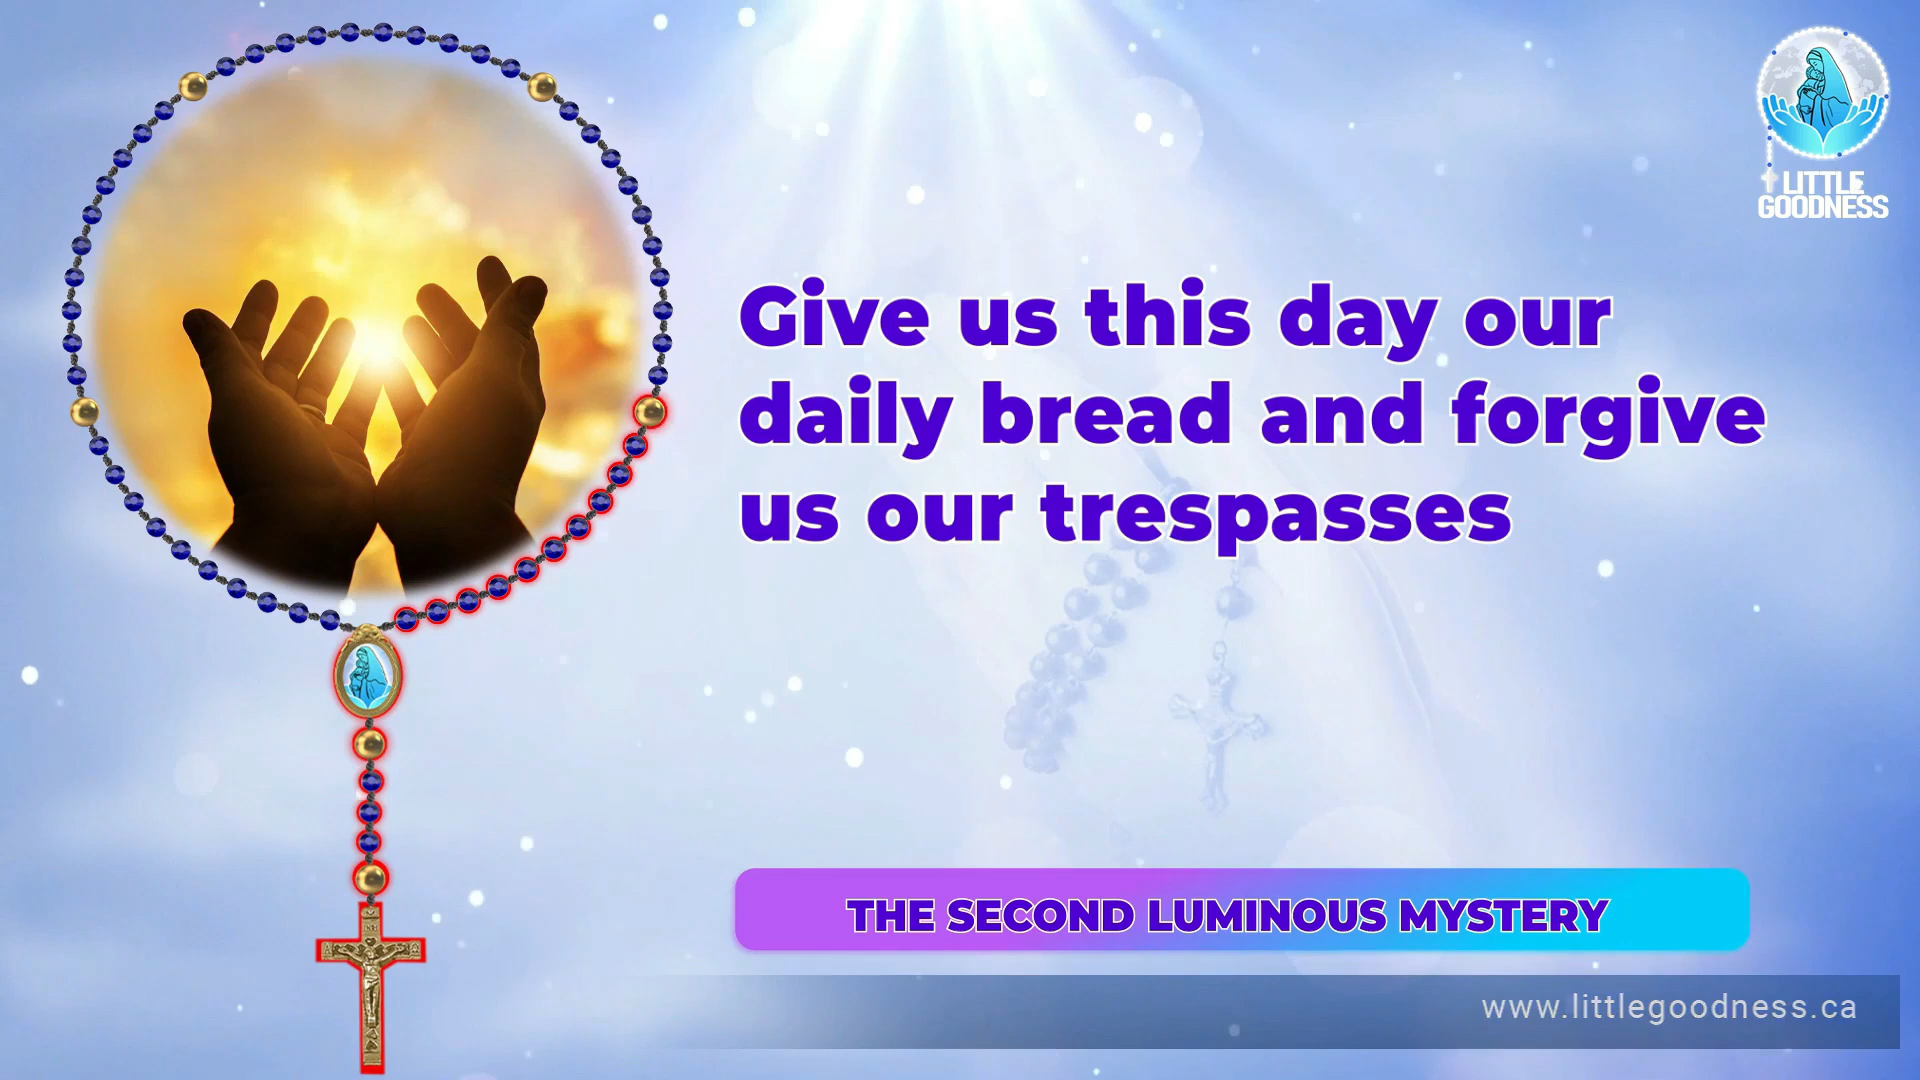 LITTLE
GOODNESS
Give us this day our
daily bread and forgive
us our trespasses
THE SECOND LUMINOUS MYSTERY
www.littlegoodness.ca